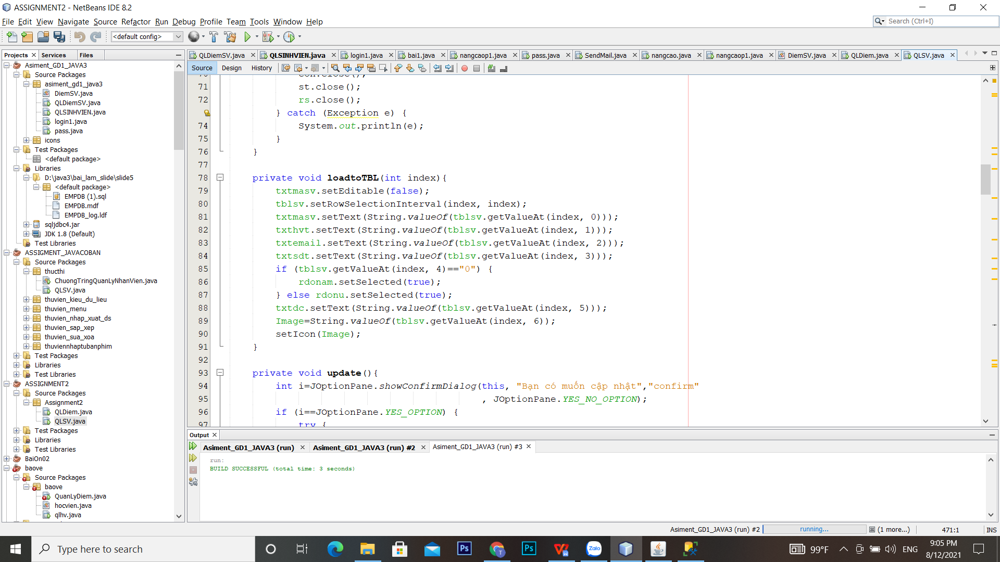 ASSIGNMENT2 - NetBeans IDE 8.2
File Edit View Navigate Source Refactor Run Debug Profile Team Tools Window Help
Search (Ctrl+I)
<default config>
Projects Services Files
Asiment_GD1_JAVA3
Source Packages
asiment_gd1_java3
DiemSV.java
QLDiemSV.java
QLSINHVIEN.java
login1.java
pass.java
icons
Test Packages
<default package>
Libraries
D:\java3\bai_lam_slide\slide5
<default package>
EMPDB (1).sql
EMPDB.mdf
EMPDB_log.ldf
sqljdbc4.jar
JDK 1.8 (Default)
Test Libraries
ASSIGMENT_JAVACOBAN
Source Packages
thucthi
ChuongTringQuanLyNhanVien.java
QLSV.java
thuvien_kieu_du_lieu
thuvien_menu
thuvien_nhap_xuat_ds
thuvien_sap_xep
thuvien_sua_xoa
thuviennhaptubanphim
Test Packages
Libraries
Test Libraries
ASSIGNMENT2
Source Packages
Assignment2
QLDiem.java
QLSV.java
Test Packages
Libraries
Test Libraries
BaiOn02
baove
Source Packages
baove
QuanLyDiem.java
hocvien.java
qlhv.java
QLDiemSV.java QLSINHVIEN.java login1.java bai1.java nangcaop1.java pass.java SendMail.java nangcao.java nangcaop1.java DiemSV.java QLDiem.java QLSV.java
Source Design History
70 con.close();
71 st.close();
72 rs.close();
} catch (Exception e) {
74 System.out.println(e);
75 }
76 }
77
78 private void loadtoTBL(int index){
79 txtmasv.setEditable(false);
80 tblsv.setRowSelectionInterval(index, index);
81 txtmasv.setText(String.valueOf(tblsv.getValueAt(index, 0)));
82 txthvt.setText(String.valueOf(tblsv.getValueAt(index, 1)));
83 txtemail.setText(String.valueOf(tblsv.getValueAt(index, 2)));
84 txtsdt.setText(String.valueOf(tblsv.getValueAt(index, 3)));
85 if (tblsv.getValueAt(index, 4)=="0") {
86 rdonam.setSelected(true);
87 } else rdonu.setSelected(true);
88 txtdc.setText(String.valueOf(tblsv.getValueAt(index, 5)));
89 Image=String.valueOf(tblsv.getValueAt(index, 6));
90 setIcon(Image);
91 }
92
93 private void update(){
94 int i=JOptionPane.showConfirmDialog(this, "Bạn có muốn cập nhật","confirm"
95 , JOptionPane.YES_NO_OPTION);
96 if (i==JOptionPane.YES_OPTION) {
97 try {
Output
Asiment_GD1_JAVA3 (run) Asiment_GD1_JAVA3 (run) #2 Asiment_GD1_JAVA3 (run) #3
run:
BUILD SUCCESSFUL (total time: 3 seconds)
Asiment_GD1_JAVA3 (run) #2 running... (1 more...) 471:1 INS
Type here to search
Ps
Ps
Zalo
T
99°F
ENG
9:05 PM
8/12/2021